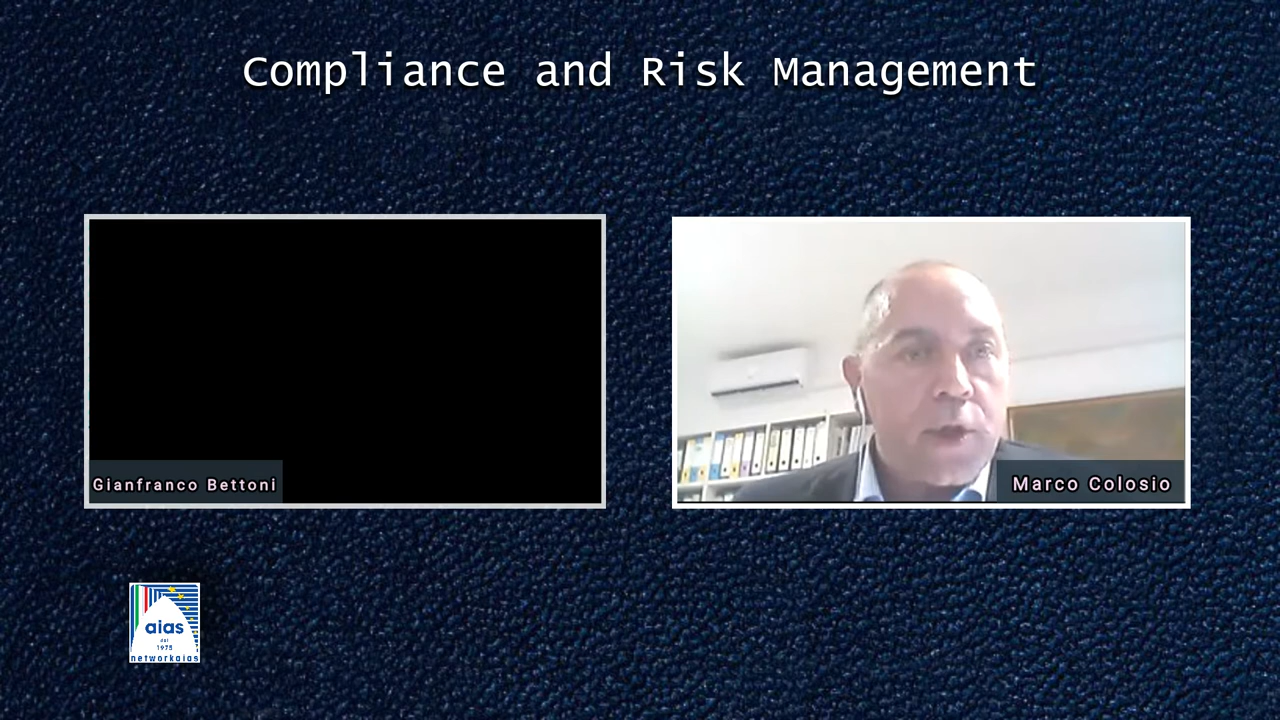 Compliance and Risk Management
Gianfranco Bettoni
Marco Colosio
aias
dal
1975
networkaias